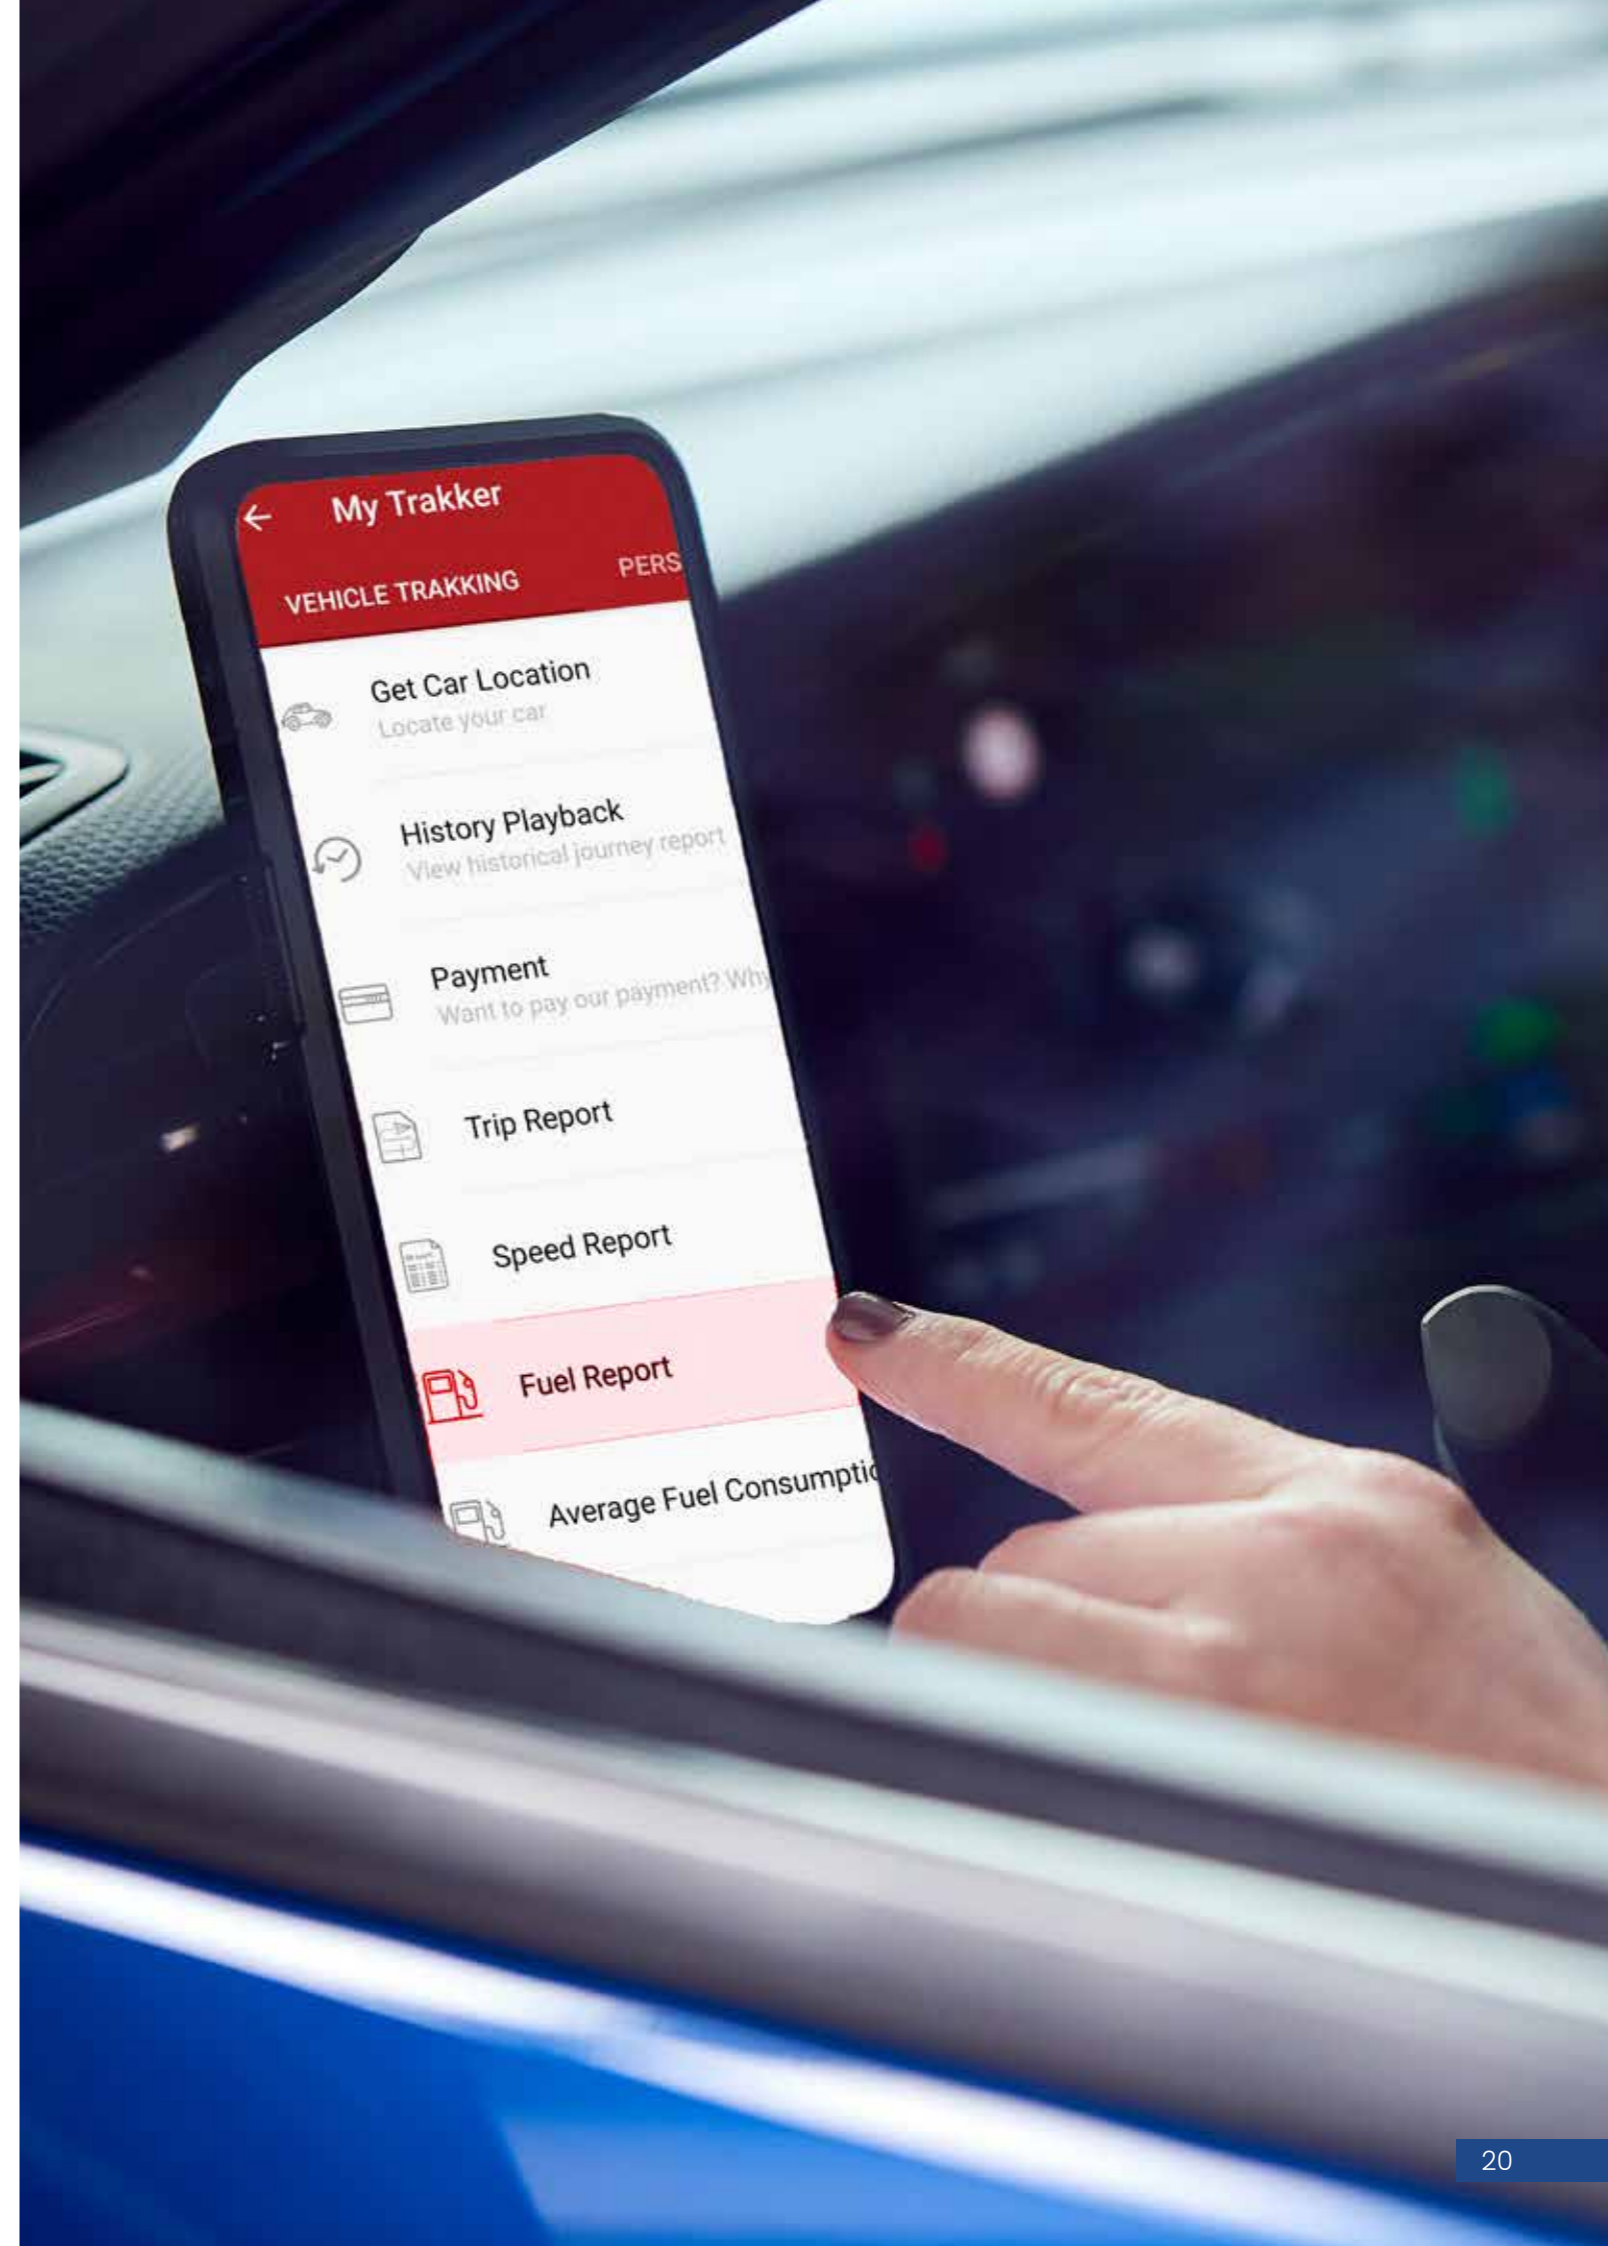 My Trakker
VEHICLE TRAKKING PERS
Get Car Location
Locate your car
History Playback
View historical journey report
Payment
Want to pay our payment? Why
Trip Report
Speed Report
Fuel Report
Average Fuel Consumptio
20